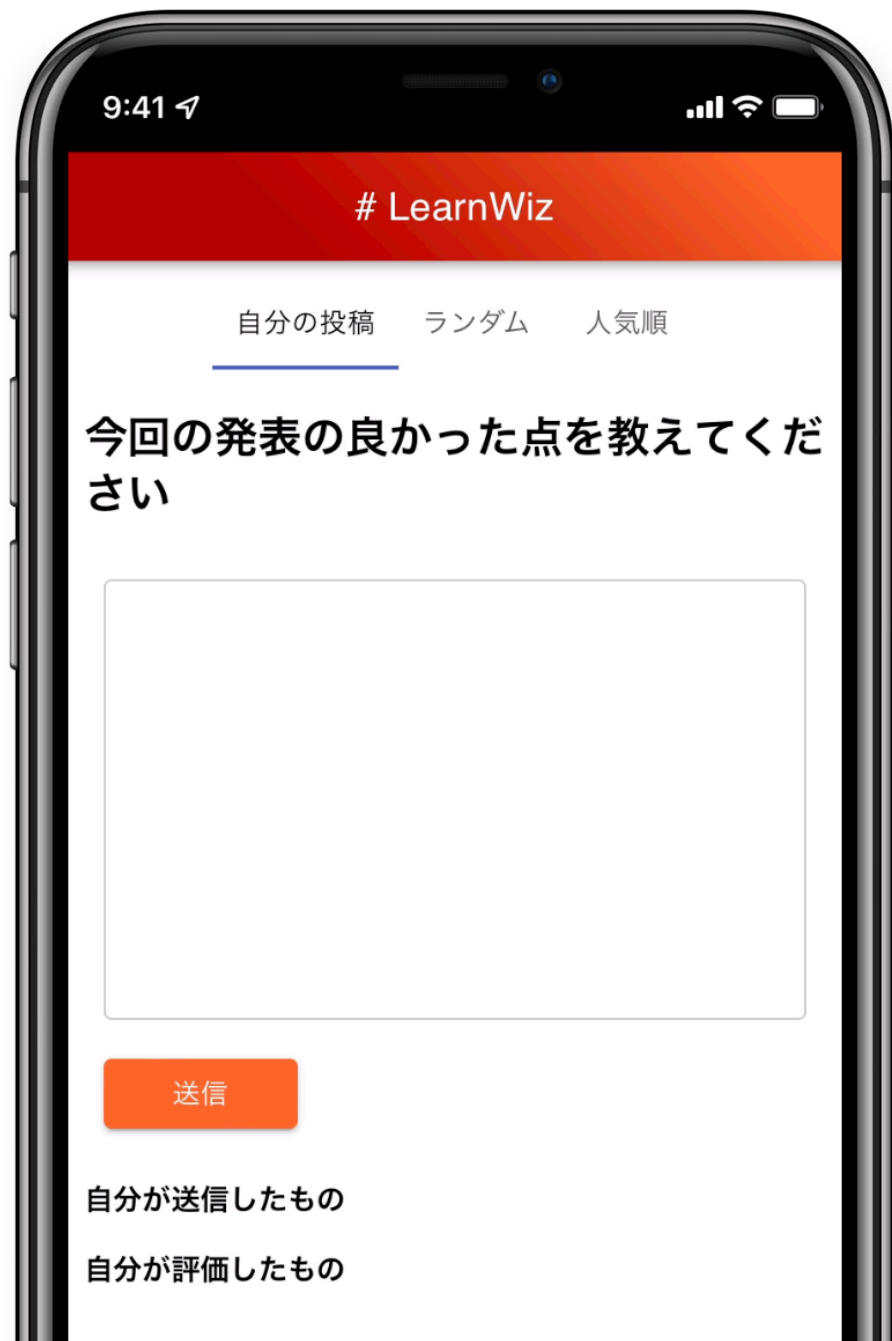 9:41
# LearnWiz
自分の投稿 ランダム 人気順
今回の発表の良かった点を教えてくだ
さい
送信
自分が送信したもの
自分が評価したもの